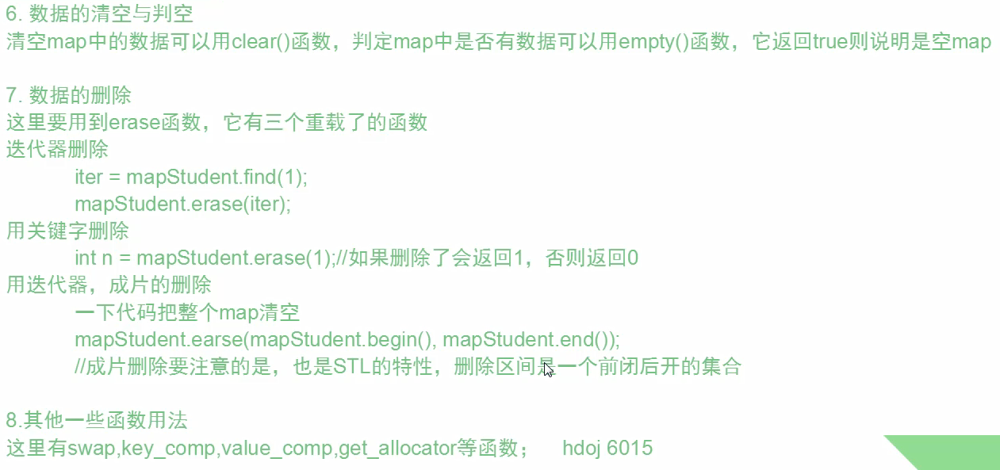 6. 数据的清空与判空
清空map中的数据可以用clear()函数，判定map中是否有数据可以用empty()函数，它返回true则说明是空map
7. 数据的删除
这里要用到erase函数，它有三个重载了的函数
迭代器删除
iter = mapStudent.find(1);
mapStudent.erase(iter);
用关键字删除
int n = mapStudent.erase(1);//如果删除了会返回1，否则返回0
用迭代器，成片的删除
一下代码把整个map清空
mapStudent.earse(mapStudent.begin(), mapStudent.end());
//成片删除要注意的是，也是STL的特性，删除区间是一个前闭后开的集合
8.其他一些函数用法
这里有swap,key_comp,value_comp,get_allocator等函数； hdoj 6015